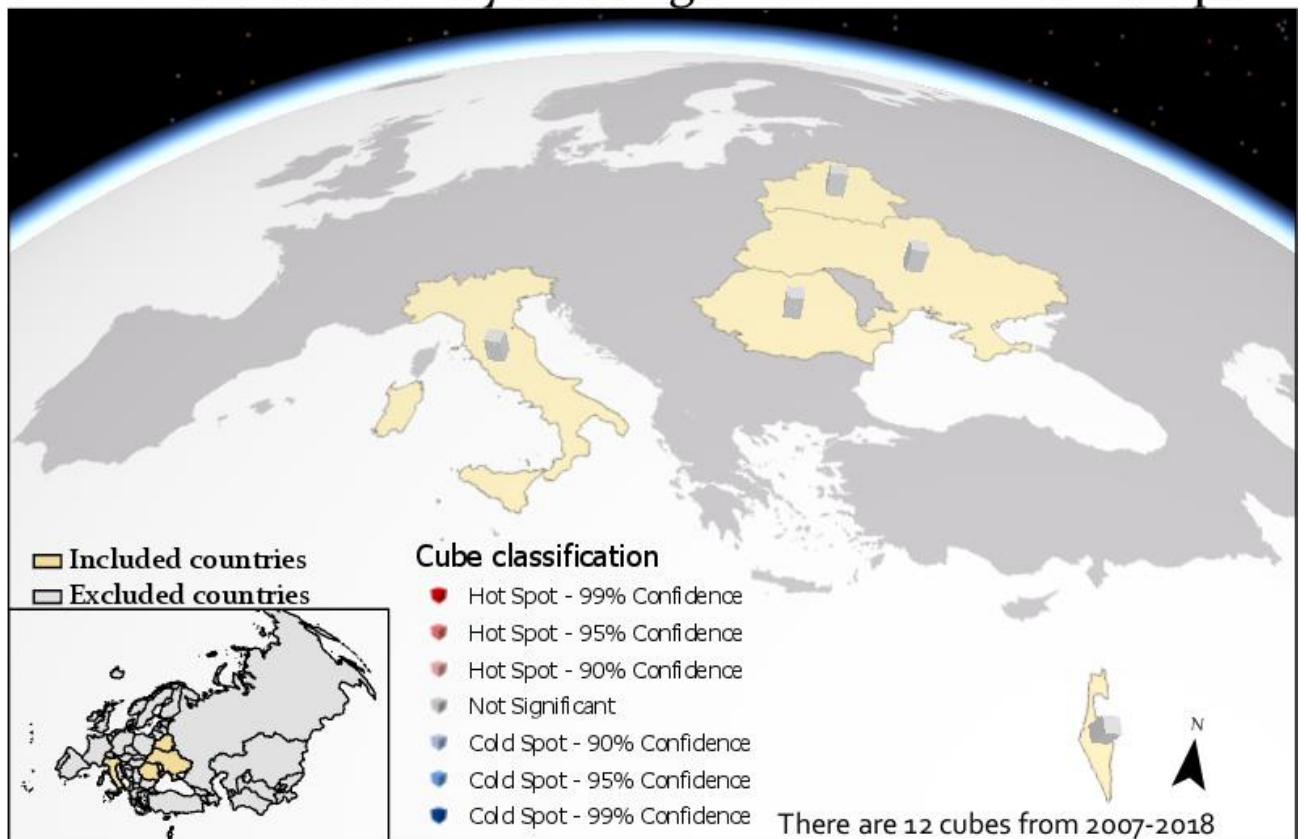 Included countries
Excluded countries
Cube classification
Hot Spot - 99% Confidence
Hot Spot - 95% Confidence
Hot Spot - 90% Confidence
Not Significant
Cold Spot - 90% Confidence
Cold Spot - 95% Confidence
Cold Spot - 99% Confidence
N
There are 12 cubes from 2007-2018